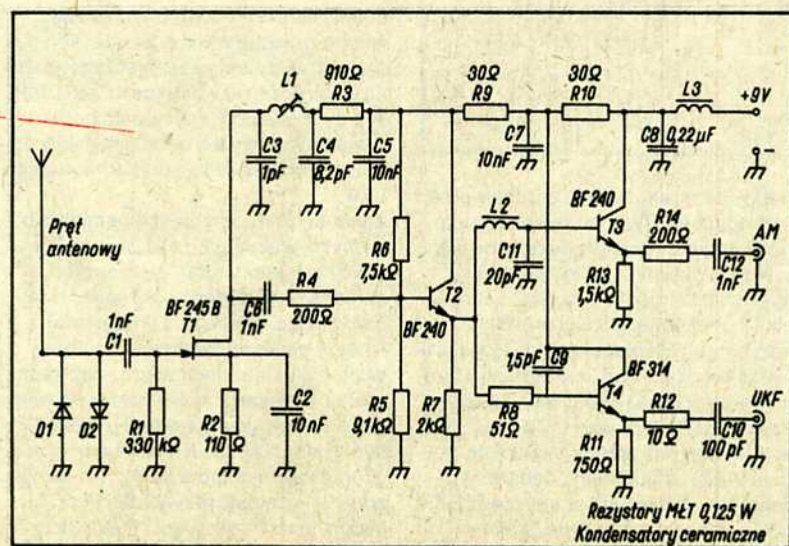 910Ω
30Ω
30Ω
L1
R3
R9
R10
L3
+9V
-
C3
1pF
C4
8,2pF
C5
10nF
C7
10nF
C8
0,22µF
Pręt
antenowy
R6
7,5kΩ
L2
BF240
T3
R14
200Ω
AM
C11
20pF
R13
1,5kΩ
C12
1nF
1nF
C1
BF245B
T1
C6
1nF
R4
200Ω
T2
BF240
1,5pF
C9
BF314
T4
UKF
D1
D2
R1
330kΩ
R2
110Ω
C2
10nF
R5
9,1kΩ
R7
2kΩ
R8
51Ω
R12
10Ω
C10
100pF
R11
750Ω
Rezystory MŁT 0,125 W
Kondensatory ceramiczne